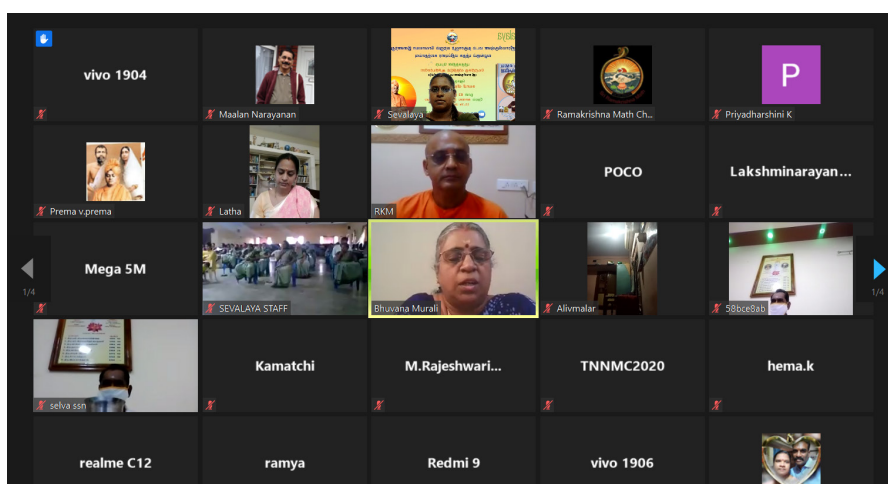 vivo 1904
Maalan Narayanan
Sevalaya
Ramakrishna Math Ch...
P
Priyadharshini K
Prema v.prema
Latha
RKM
POCO
Lakshminarayan...
1/4
Mega 5M
SEVALAYA STAFF
Bhuvana Murali
Alivmalar
58bce8ab
1/4
selva ssn
Kamatchi
M.Rajeshwari...
TNNMC2020
hema.k
realme C12
ramya
Redmi 9
vivo 1906